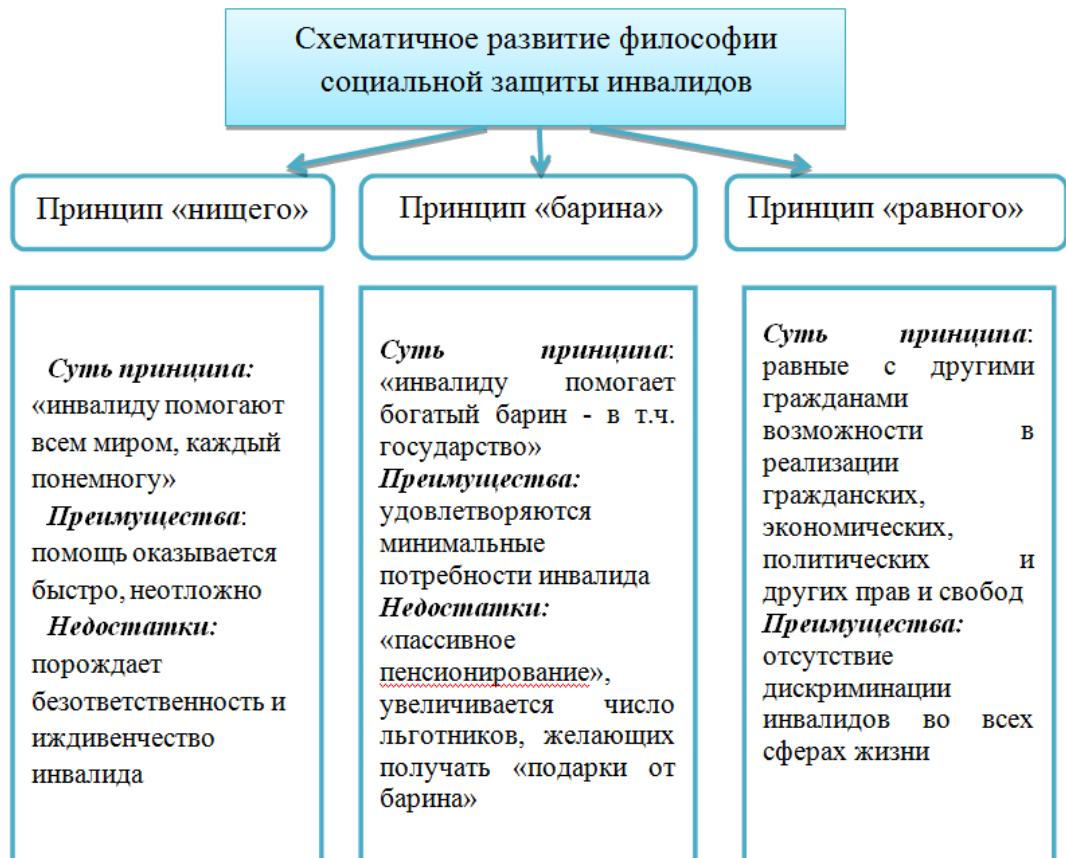 Схематичное развитие философии
социальной защиты инвалидов
Принцип «нищего»
Принцип «барина»
Принцип «равного»
Суть принципа:
«инвалиду помогают
всем миром, каждый
понемногу»
Преимущества:
помощь оказывается
быстро, неотложно
Недостатки:
порождает
безответственность и
иждивенчество
инвалида
Суть принципа:
«инвалиду помогает
богатый барин - в т.ч.
государство»
Преимущества:
удовлетворяются
минимальные
потребности инвалида
Недостатки:
«пассивное
пенсионирование»,
увеличивается число
льготников, желающих
получать «подарки от
барина»
Суть принципа:
равные с другими
гражданами
возможности в
реализации
гражданских,
экономических,
политических и
других прав и свобод
Преимущества:
отсутствие
дискриминации
инвалидов во всех
сферах жизни